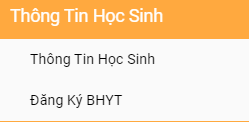 Thông Tin Học Sinh
Thông Tin Học Sinh
Đăng Ký BHYT